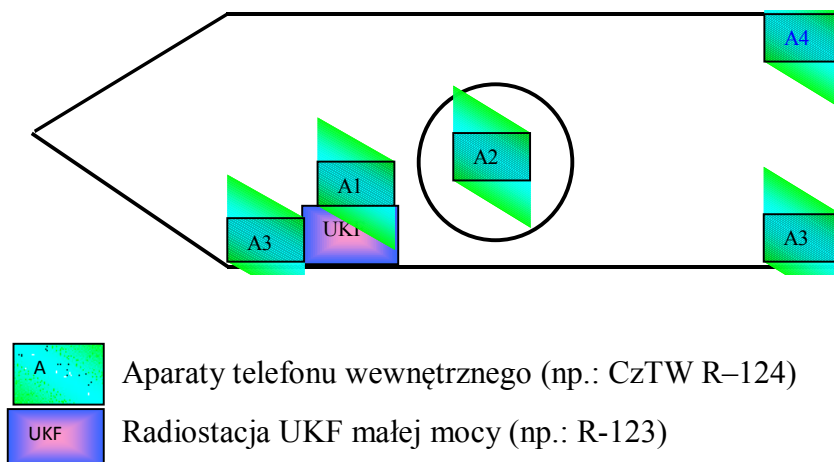 A4
A2
A1
UKF
A3
A3
A
Aparaty telefonu wewnętrznego (np.: CzTW R–124)
UKF
Radiostacja UKF małej mocy (np.: R-123)